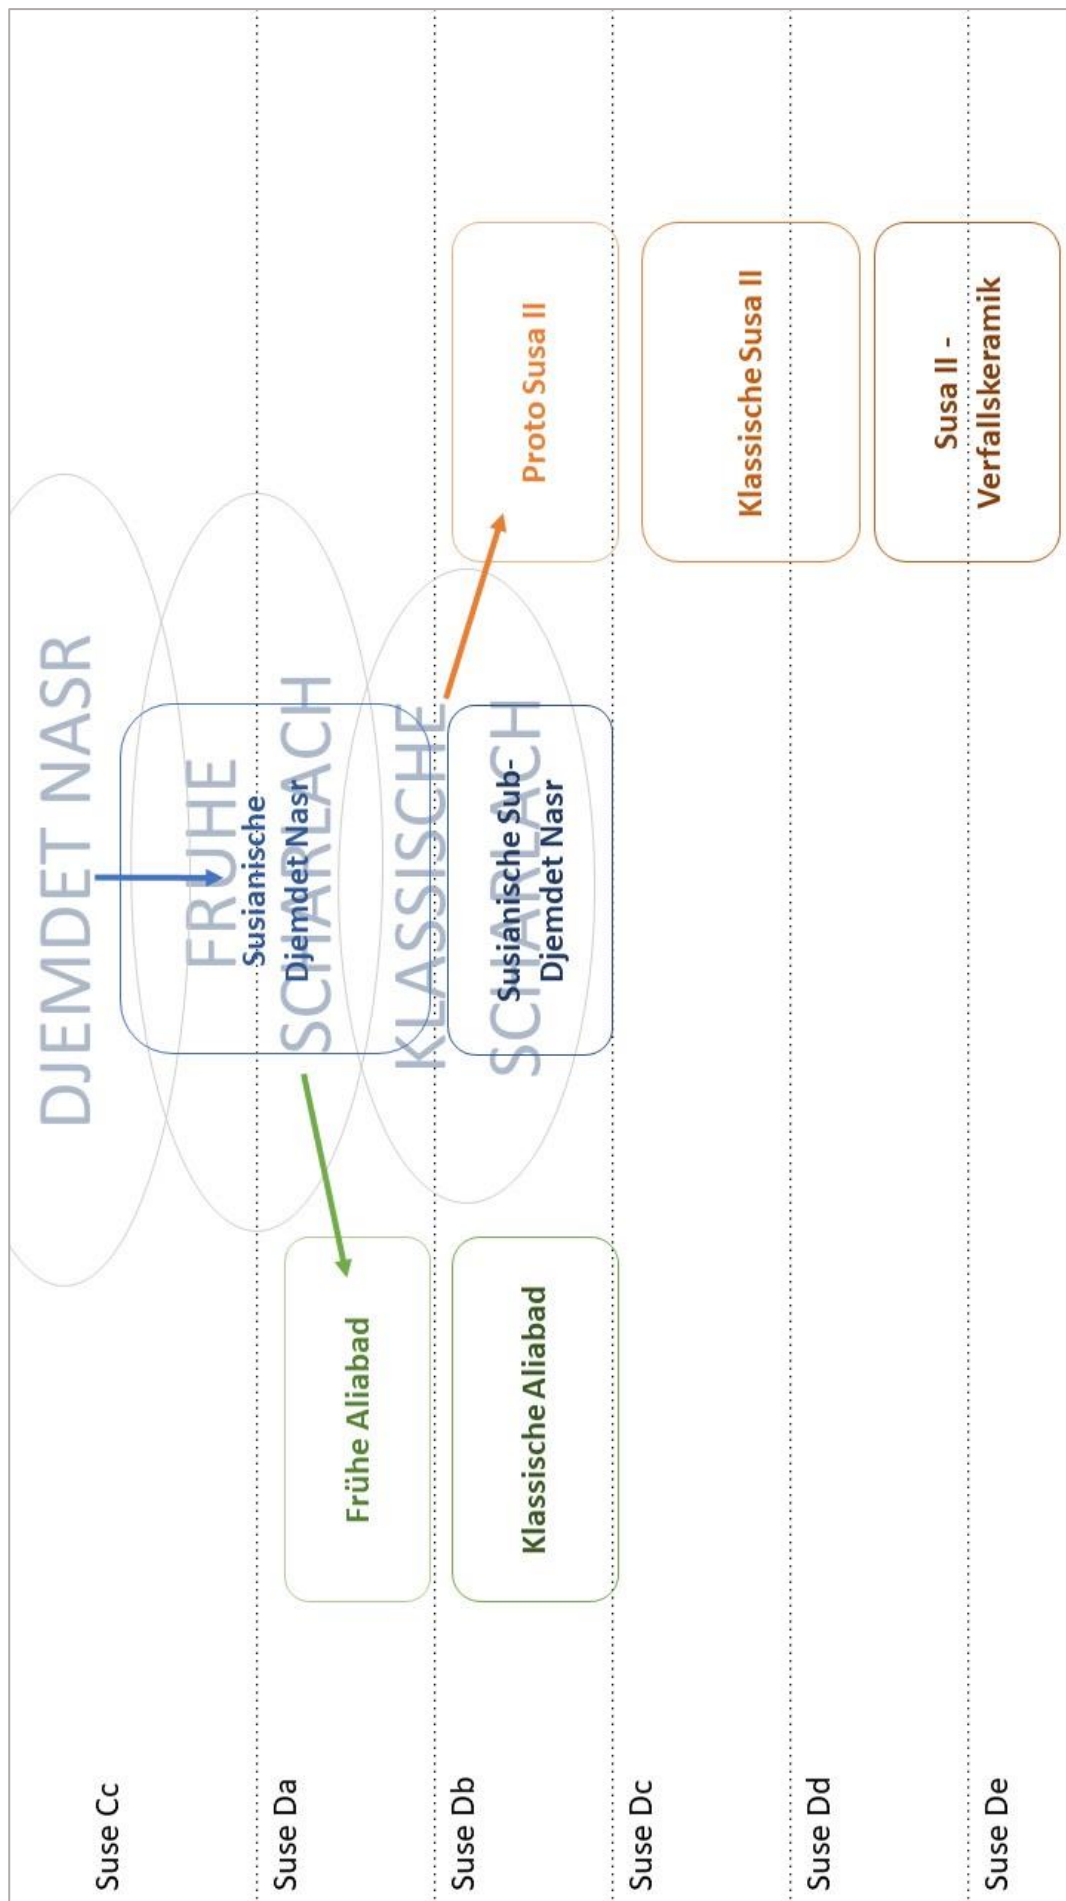 DJEMDET NASR
FRÜHE
SCHARLACH
KLASSISCHE
SCHARLACH
Suse Cc
Suse Da
Suse Db
Suse Dc
Suse Dd
Suse De
Frühe Aliabad
Klassische Aliabad
Susianische
Djemdet Nasr
Susianische Sub-
Djemdet Nasr
Proto Susa II
Klassische Susa II
Susa II -
Verfallskeramik